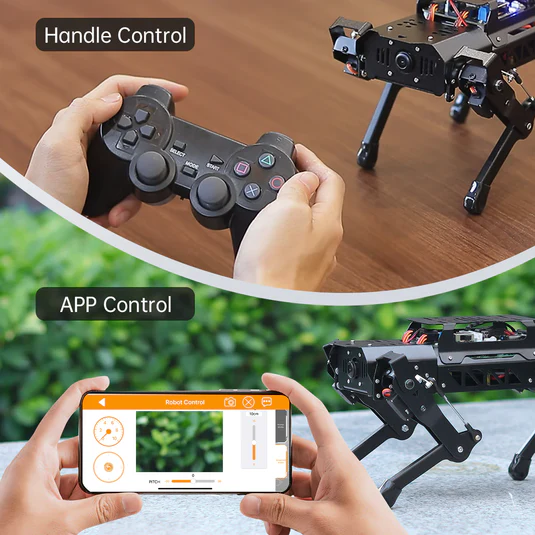 Handle Control
SELECT
START
MODE
APP Control
Robot Control